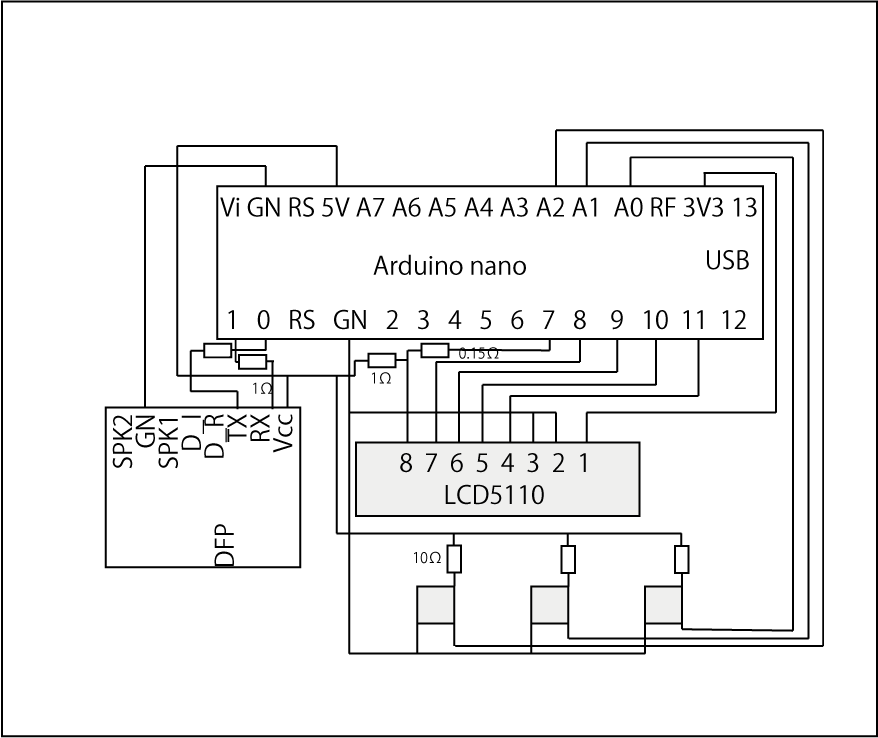 Vi GN RS 5V A7 A6 A5 A4 A3 A2 A1 A0 RF 3V3 13
Arduino nano
USB
1 0 RS GN 2 3 4 5 6 7 8 9 10 11 12
0.15Ω
1Ω
1Ω
SPK2
GN
SPK1
D_I
D_R
TX
RX
Vcc
DFP
8 7 6 5 4 3 2 1
LCD5110
10Ω